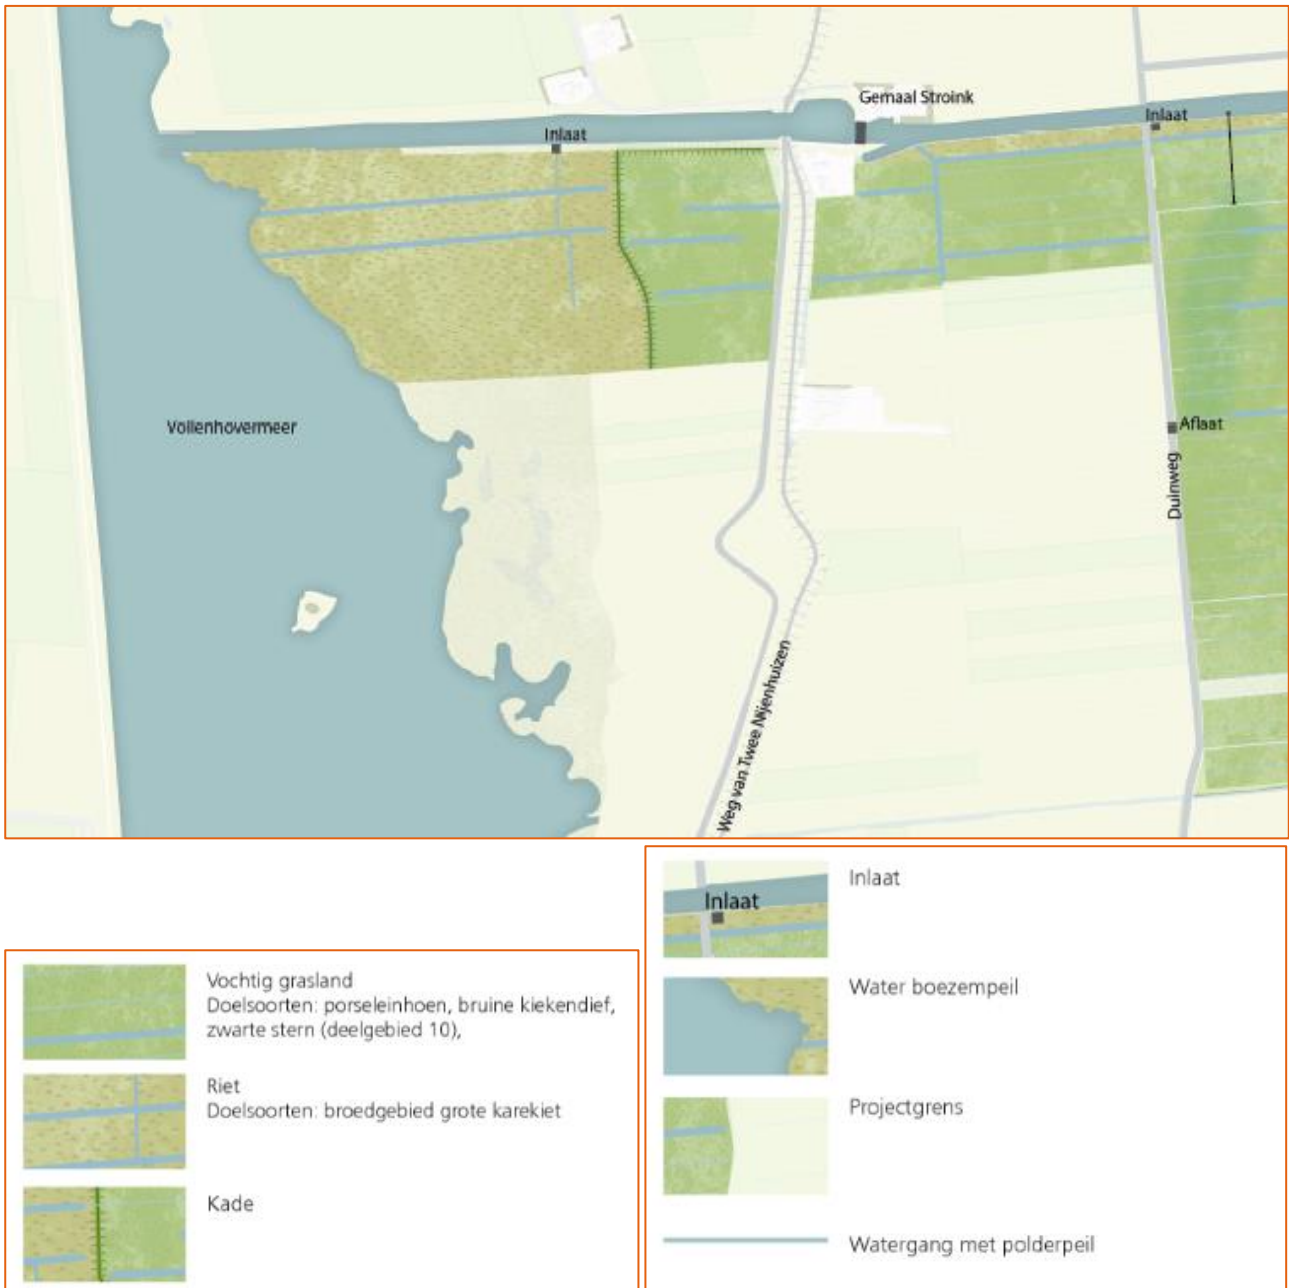 Gemaal Stroink
Inlaat
Inlaat
Vollenhovermeer
Aflaat
Duinweg
Weg van Twee Nijenhuizen
Vochtig grasland
Doelsoorten: porseleinhoen, bruine kiekendief,
zwarte stern (deelgebied 10),
Riet
Doelsoorten: broedgebied grote karekiet
Kade
Inlaat
Inlaat
Water boezempeil
Projectgrens
Watergang met polderpeil